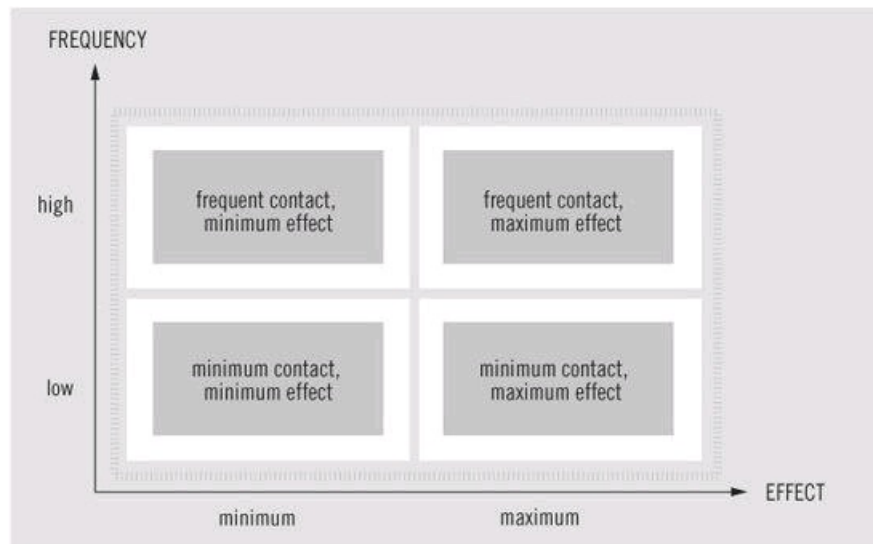 FREQUENCY
high
frequent contact,
minimum effect
frequent contact,
maximum effect
low
minimum contact,
minimum effect
minimum contact,
maximum effect
EFFECT
minimum
maximum